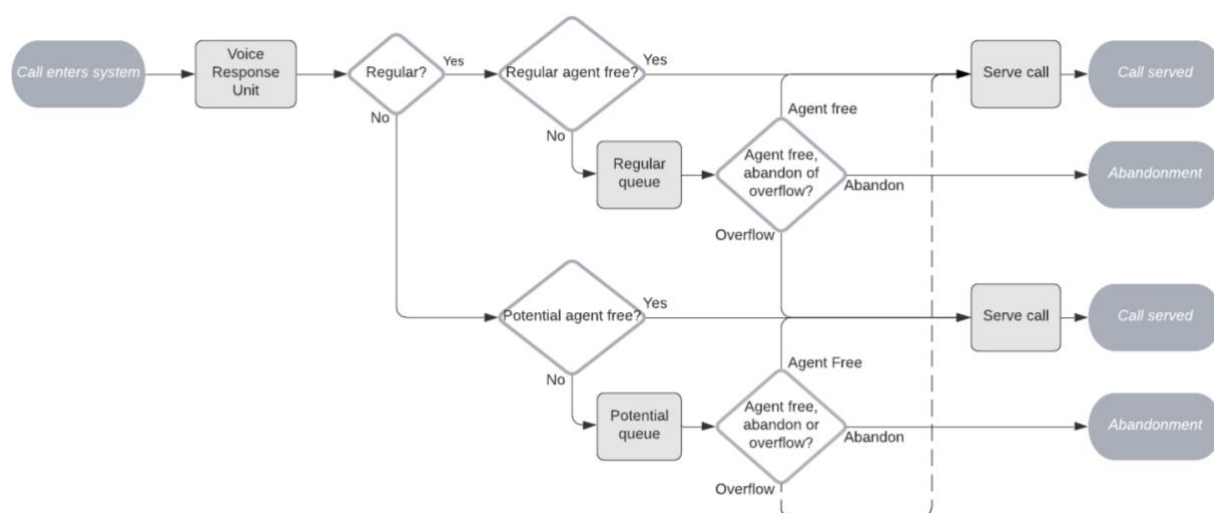 Call enters system
Voice
Response
Unit
Regular?
Yes
No
Regular agent free?
Yes
No
Regular
queue
Agent free
Agent free,
abandon of
overflow?
Abandon
Overflow
Serve call
Call served
Abandonment
Potential agent free?
Yes
No
Potential
queue
Agent Free
Agent free,
abandon or
overflow?
Abandon
Overflow
Serve call
Call served
Abandonment